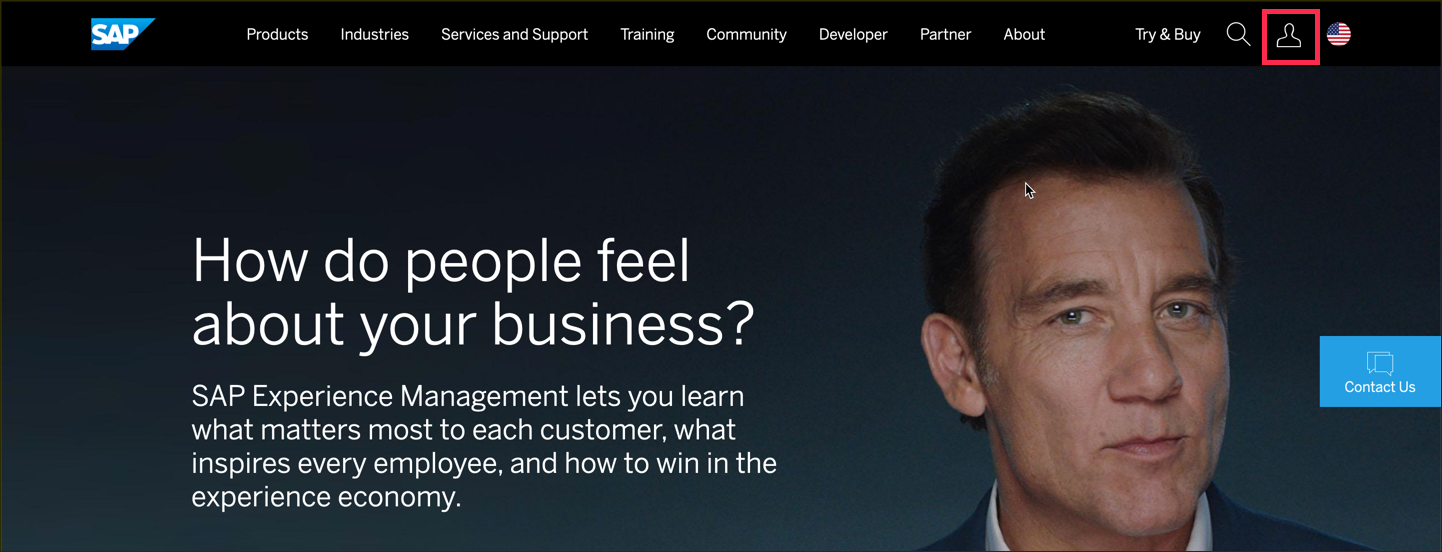 SAP
Products Industries Services and Support Training Community Developer Partner About Try & Buy
How do people feel
about your business?
SAP Experience Management lets you learn
what matters most to each customer, what
inspires every employee, and how to win in the
experience economy.
Contact Us